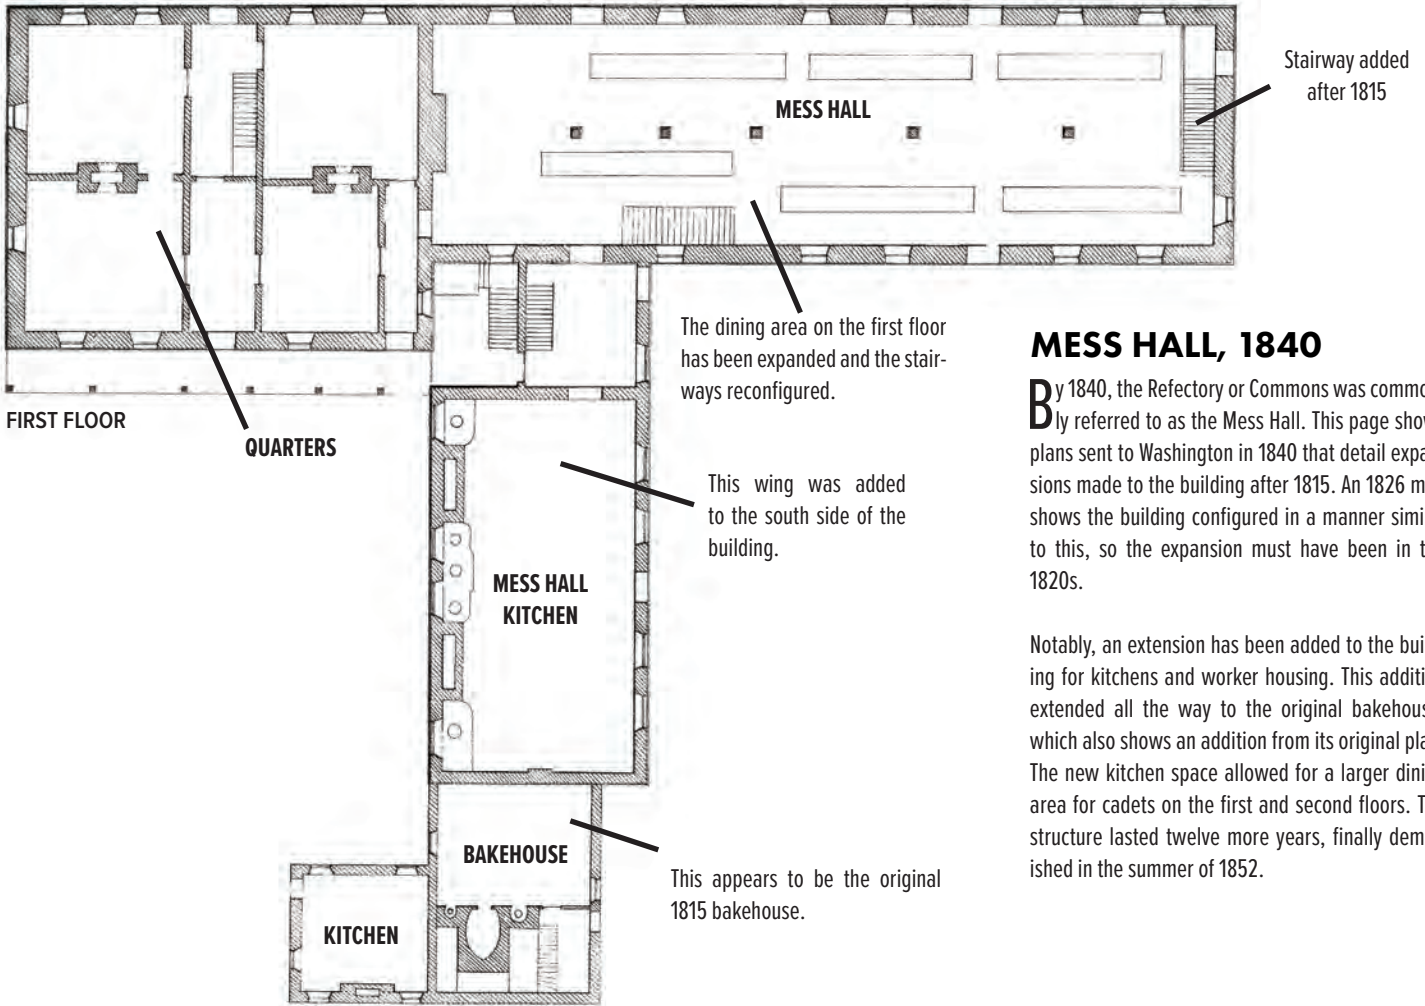 MESS HALL
Stairway added
after 1815
The dining area on the first floor
has been expanded and the stair-
ways reconfigured.
FIRST FLOOR
QUARTERS
This wing was added
to the south side of the
building.
MESS HALL
KITCHEN
BAKEHOUSE
This appears to be the original
1815 bakehouse.
KITCHEN
MESS HALL, 1840
By 1840, the Refectory or Commons was commo
ly referred to as the Mess Hall. This page show
plans sent to Washington in 1840 that detail expa
sions made to the building after 1815. An 1826 m
shows the building configured in a manner simi
to this, so the expansion must have been in t
1820s.
Notably, an extension has been added to the buil
ing for kitchens and worker housing. This additi
extended all the way to the original bakehous
which also shows an addition from its original pla
The new kitchen space allowed for a larger dini
area for cadets on the first and second floors. T
structure lasted twelve more years, finally dem
ished in the summer of 1852.